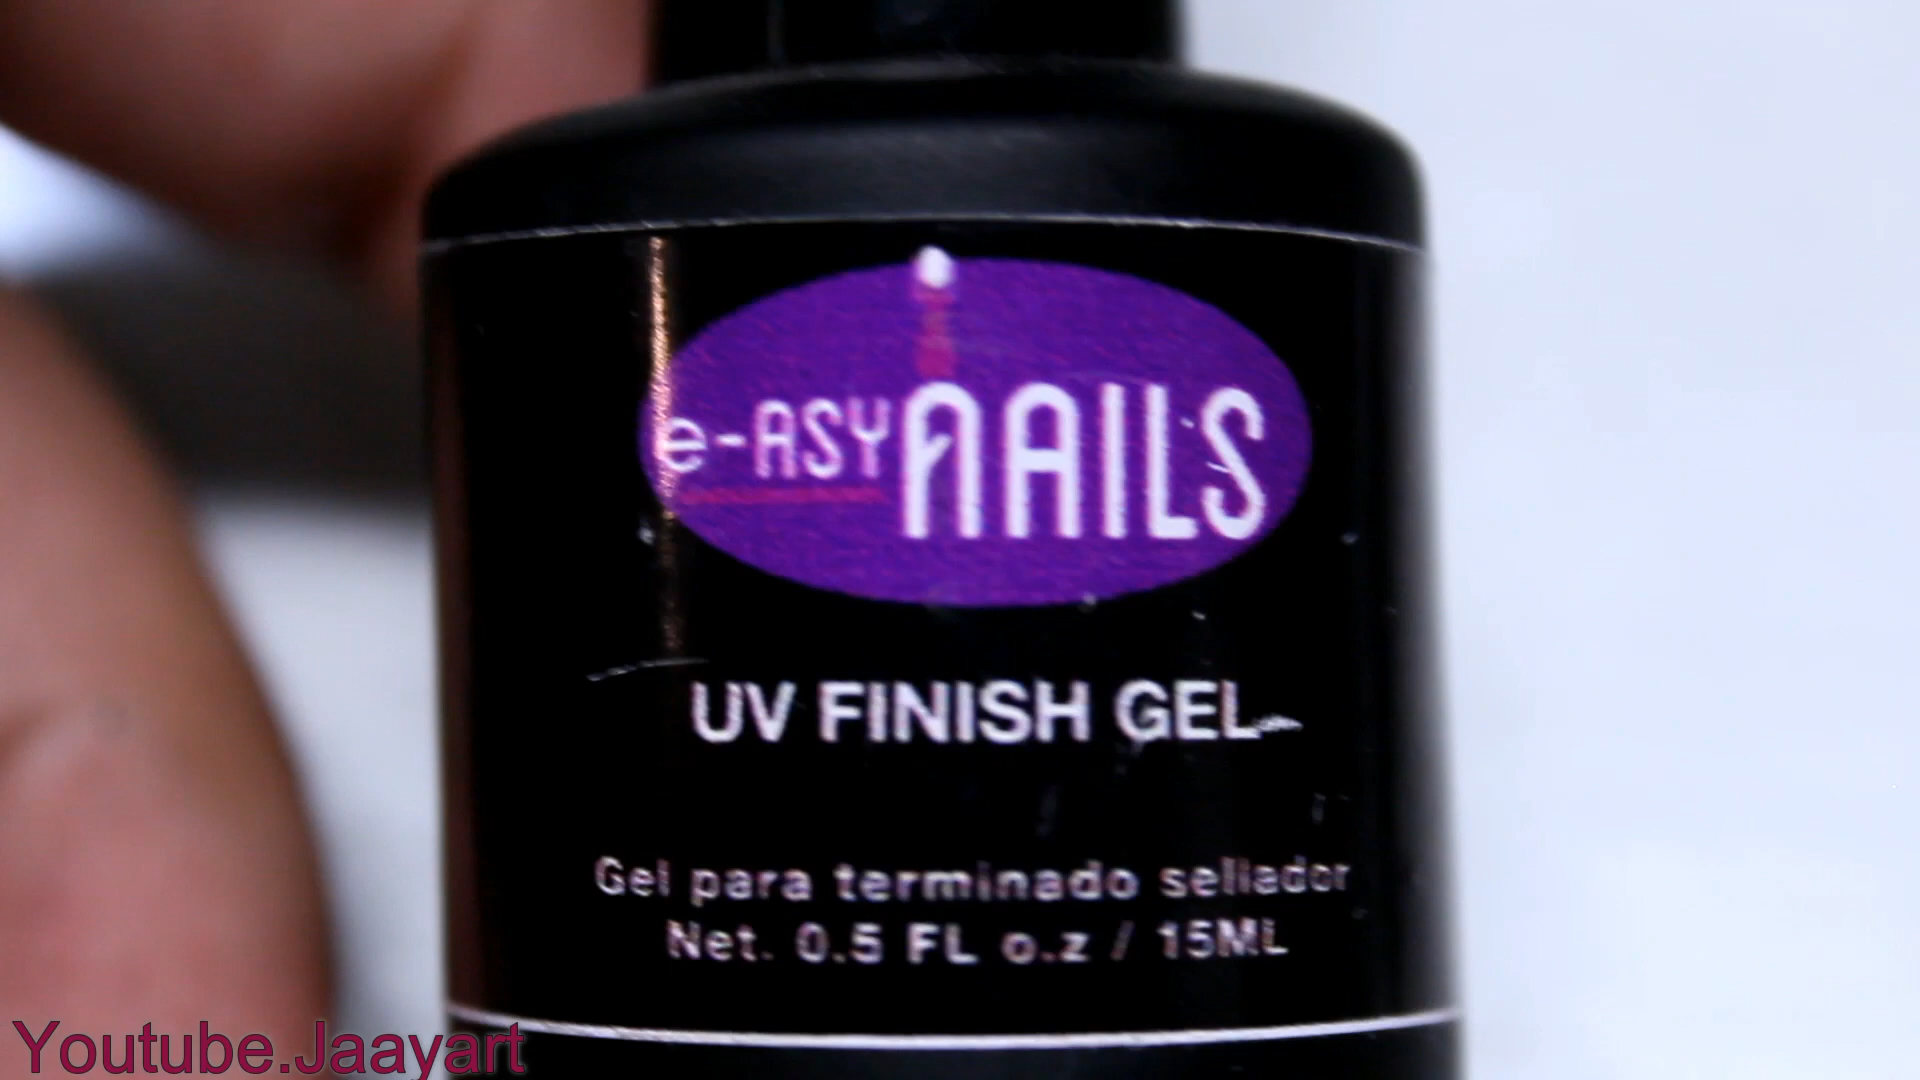 e-ASY NAILS
UV FINISH GEL
Gel para terminado sellador
Net. 0.5 FL o.z / 15ML
Youtube.Jaayart